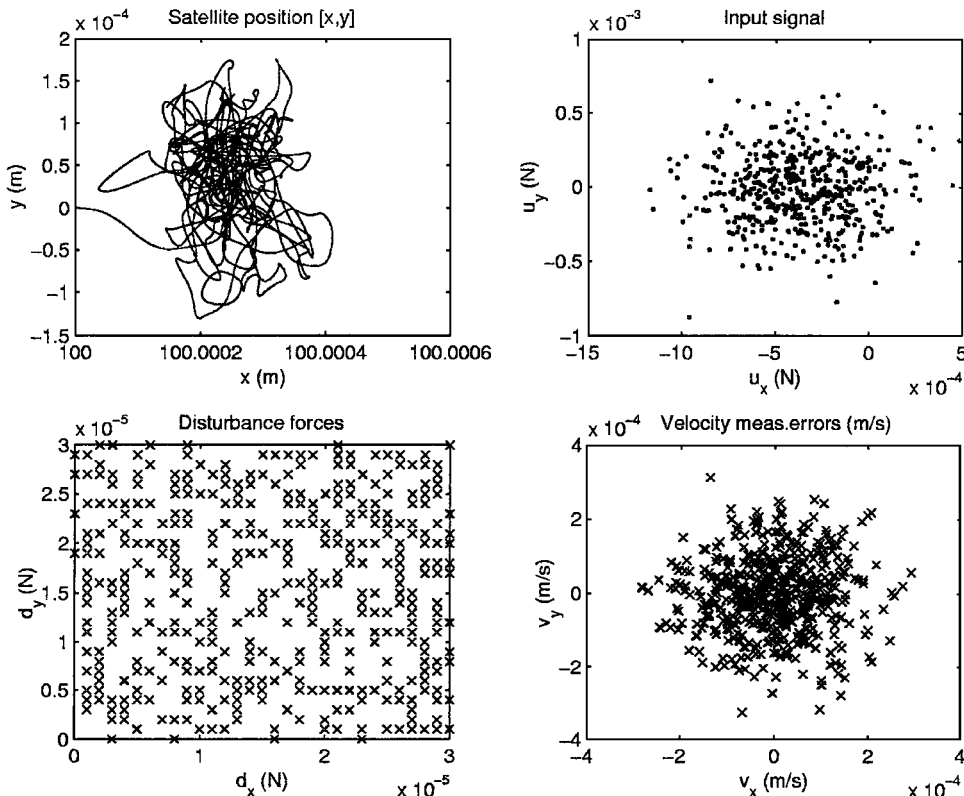 Satellite position [x,y]
x 10⁻⁴
2
1.5
1
0.5
0
−0.5
−1
−1.5
y (m)
100
100.0002
100.0004
100.0006
x (m)
Input signal
x 10⁻³
1
0.5
0
−0.5
−1
u_y (N)
−15
−10
−5
0
5
u_x (N)
x 10⁻⁴
Disturbance forces
x 10⁻⁵
3
2.5
2
1.5
1
0.5
0
d_y (N)
0
1
2
3
d_x (N)
x 10⁻⁵
Velocity meas.errors (m/s)
x 10⁻⁴
4
2
0
−2
−4
v_y (m/s)
−4
−2
0
2
4
v_x (m/s)
x 10⁻⁴